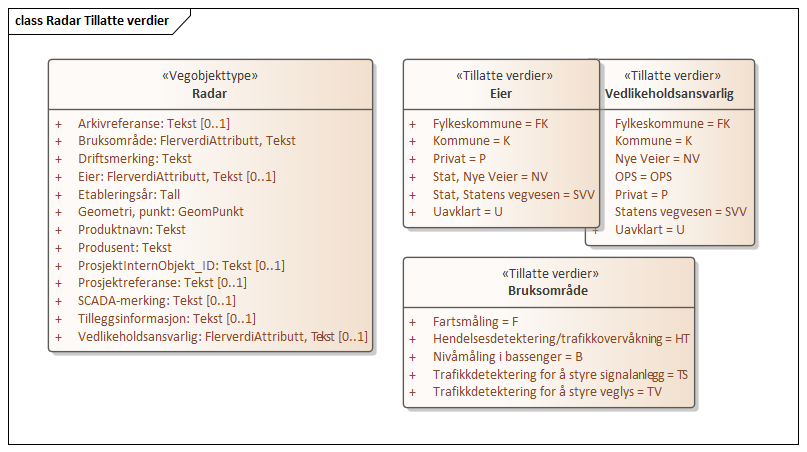 class Radar Tillatte verdier
«Vegobjekttype»
Radar
+ Arkivreferanse: Tekst [0..1]
+ Bruksområde: FlerverdiAttributt, Tekst
+ Driftsmerking: Tekst
+ Eier: FlerverdiAttributt, Tekst [0..1]
+ Etableringsår: Tall
+ Geometri, punkt: GeomPunkt
+ Produktnavn: Tekst
+ Produsent: Tekst
+ ProsjektInternObjekt_ID: Tekst [0..1]
+ Prosjektreferanse: Tekst [0..1]
+ SCADA-merking: Tekst [0..1]
+ Tilleggsinformasjon: Tekst [0..1]
+ Vedlikeholdsansvarlig: FlerverdiAttributt, Tekst [0..1]
«Tillatte verdier»
Eier
+ Fylkeskommune = FK
+ Kommune = K
+ Privat = P
+ Stat, Nye Veier = NV
+ Stat, Statens vegvesen = SVV
+ Uavklart = U
«Tillatte verdier»
Vedlikeholdsansvarlig
Fylkeskommune = FK
Kommune = K
Nye Veier = NV
OPS = OPS
Privat = P
Statens vegvesen = SVV
+ Uavklart = U
«Tillatte verdier»
Bruksområde
+ Fartsmåling = F
+ Hendelsesdetektering/trafikkovervåkning = HT
+ Nivåmåling i bassenger = B
+ Trafikkdetektering for å styre signalanlegg = TS
+ Trafikkdetektering for å styre veglys = TV